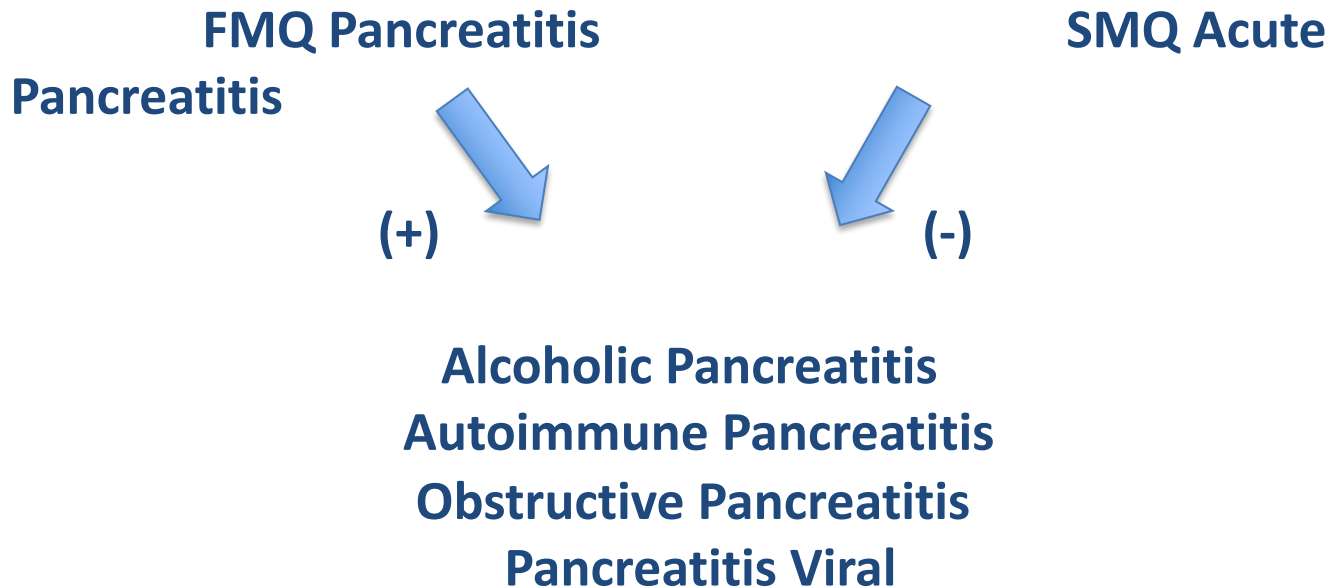 FMQ Pancreatitis SMQ Acute
Pancreatitis
(+) (-)
Alcoholic Pancreatitis
Autoimmune Pancreatitis
Obstructive Pancreatitis
Pancreatitis Viral